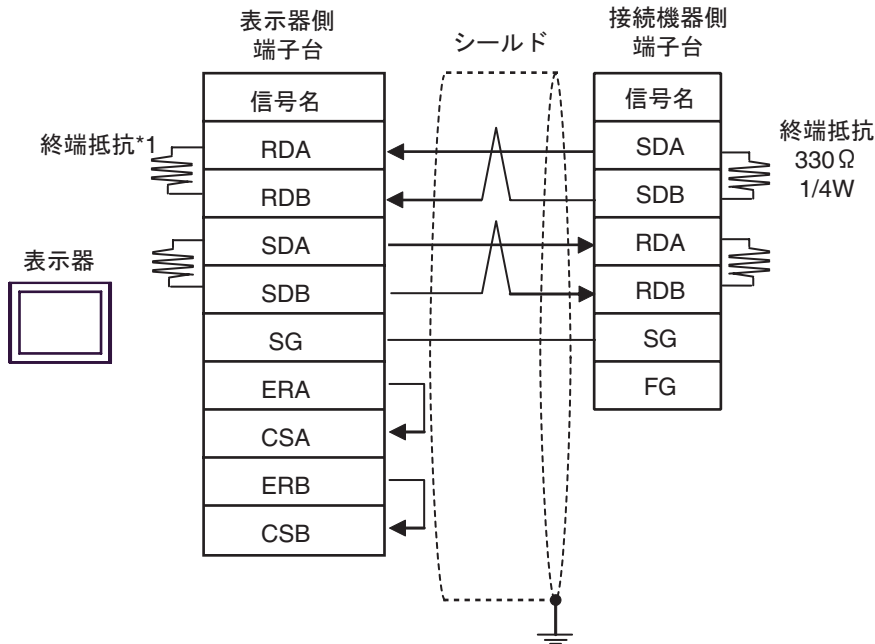 表示器側
端子台
シールド
接続機器側
端子台
信号名
信号名
終端抵抗*1
RDA
SDA
終端抵抗
330Ω
1/4W
RDB
SDB
SDA
RDA
表示器
SDB
RDB
SG
SG
ERA
FG
CSA
ERB
CSB